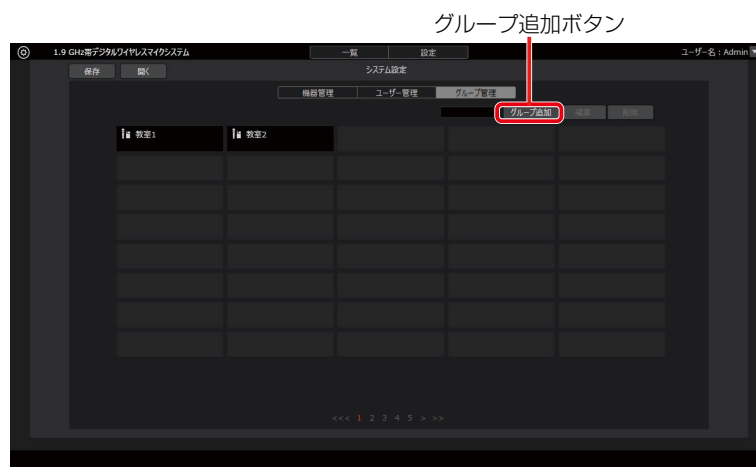 グループ追加ボタン
1.9 GHz帯デジタルワイヤレスマイクシステム 一覧 設定 ユーザー名：Admin
保存 開く システム設定
機器管理 ユーザー管理 グループ管理
グループ追加 編集 削除
教室1 教室2
<<< 1 2 3 4 5 > >>